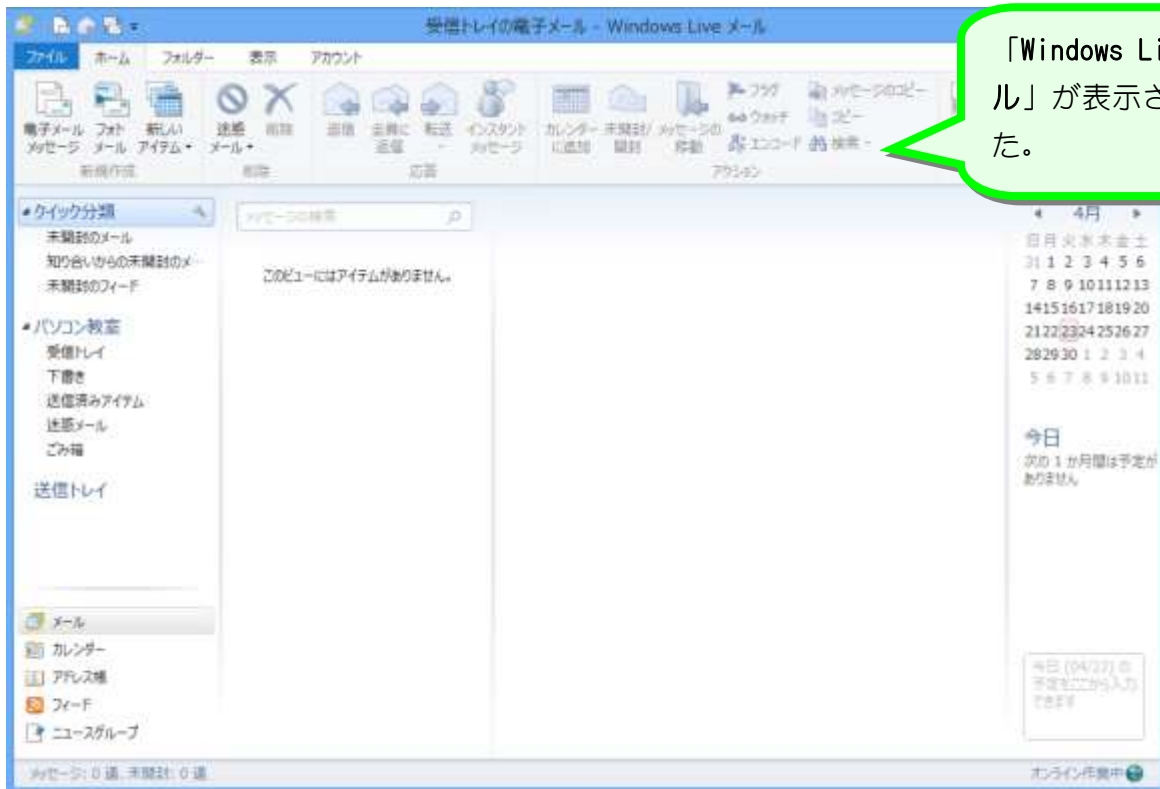 受信トレイの電子メール - Windows Live メール
ファイル ホーム フォルダー 表示 アカウント
電子メール メッセージ
フォト メール
新しい アイテム
迷惑 メール
削除
返信
全員に 返信
転送
インスタント メッセージ
カレンダー に追加
未開封/ 開封
メッセージの 移動
フラグ
ウォッチ
エンコード
メッセージのコピー
コピー
検索
新規作成 削除 応答 アクション
「Windows Li
ル」が表示さ
た。
クイック分類
未開封のメール
知り合いからの未開封のメ…
未開封のフィード
パソコン教室
受信トレイ
下書き
送信済みアイテム
迷惑メール
ごみ箱
送信トレイ
メール
カレンダー
アドレス帳
フィード
ニュースグループ
メッセージの検索
このビューにはアイテムがありません。
4月
日 月 火 水 木 金 土
31 1 2 3 4 5 6
7 8 9 10 11 12 13
14 15 16 17 18 19 20
21 22 23 24 25 26 27
28 29 30 1 2 3 4
5 6 7 8 9 10 11
今日
次の 1 か月間は予定が
ありません
今日 (04/23) の
予定をここから入力
できます
メッセージ: 0 通, 未開封: 0 通
オンライン作業中